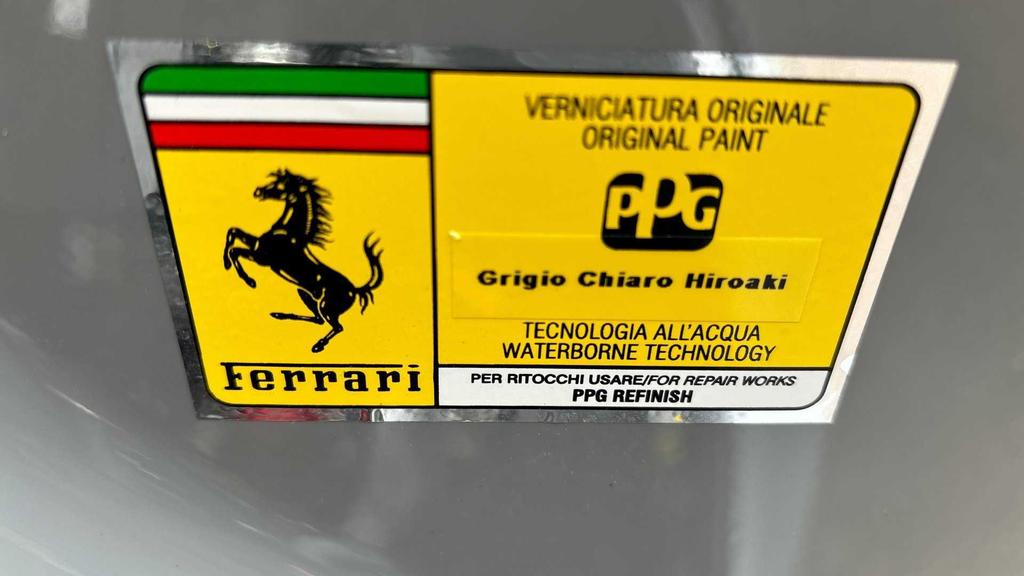 Ferrari
VERNICIATURA ORIGINALE
ORIGINAL PAINT
PPG
Grigio Chiaro Hiroaki
TECNOLOGIA ALL'ACQUA
WATERBORNE TECHNOLOGY
PER RITOCCHI USARE/FOR REPAIR WORKS
PPG REFINISH